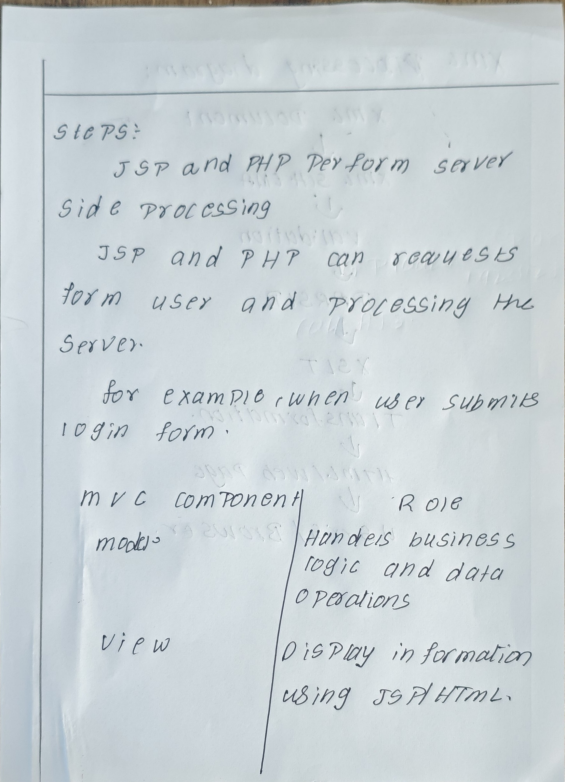 steps:
JSP and PHP Perform server
side processing
JSP and PHP can requests
form user and processing the
server.
for example, when user submits
login form.
MVC component | Role
model | Handels business
logic and data
operations
View | Display information
using JSP/HTML.